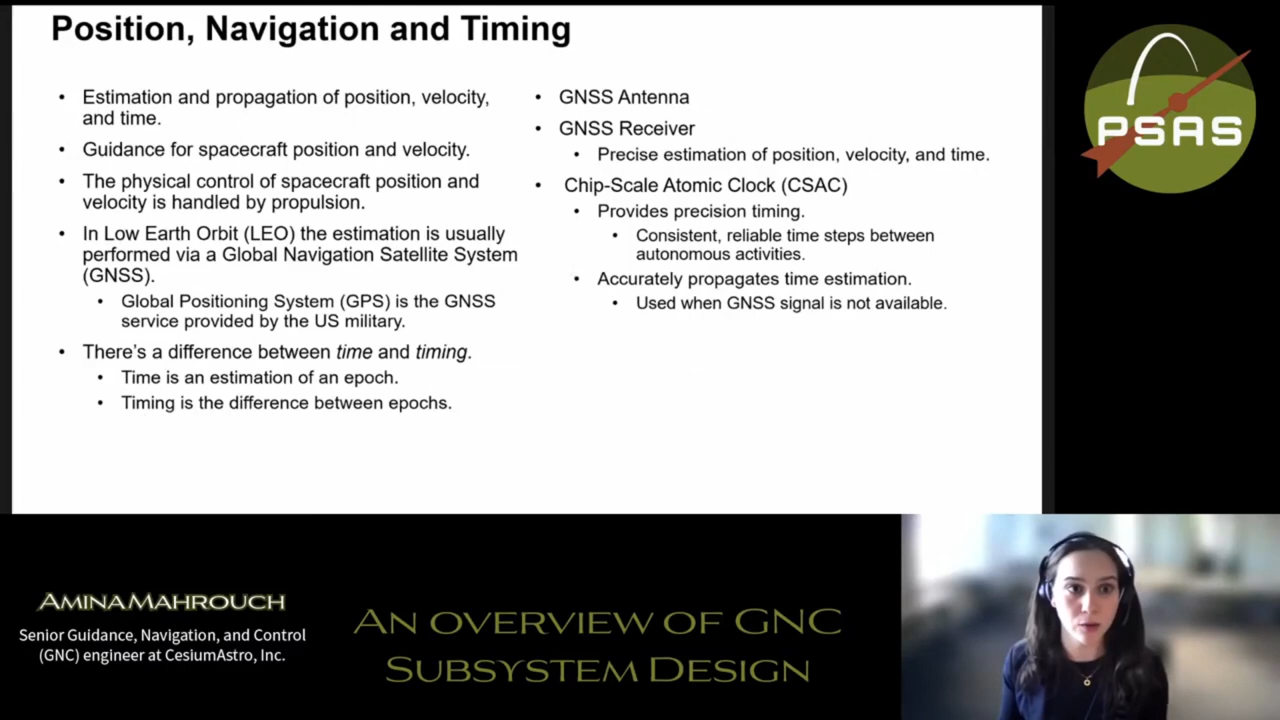 Position, Navigation and Timing
• Estimation and propagation of position, velocity,
and time.
• Guidance for spacecraft position and velocity.
• The physical control of spacecraft position and
velocity is handled by propulsion.
• In Low Earth Orbit (LEO) the estimation is usually
performed via a Global Navigation Satellite System
(GNSS).
• Global Positioning System (GPS) is the GNSS
service provided by the US military.
• There's a difference between time and timing.
• Time is an estimation of an epoch.
• Timing is the difference between epochs.
• GNSS Antenna
• GNSS Receiver
• Precise estimation of position, velocity, and time.
• Chip-Scale Atomic Clock (CSAC)
• Provides precision timing.
• Consistent, reliable time steps between
autonomous activities.
• Accurately propagates time estimation.
• Used when GNSS signal is not available.
PSAS
AMINA MAHROUCH
Senior Guidance, Navigation, and Control
(GNC) engineer at CesiumAstro, Inc.
AN OVERVIEW OF GNC
SUBSYSTEM DESIGN